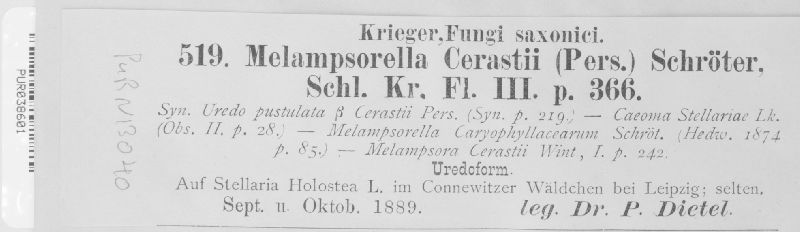 Krieger, Fungi saxonici.
519. Melampsorella Cerastii (Pers.) Schröter,
Schl. Kr. Fl. III. p. 366.
Syn. Uredo pustulata β Cerastii Pers. (Syn. p. 219.) — Caeoma Stellariae Lk.
(Obs. II. p. 28.) — Melampsorella Caryophyllacearum Schröt. (Hedw. 1874
p. 85.) — Melampsora Cerastii Wint, I. p. 242.
Uredoform.
Auf Stellaria Holostea L. im Connewitzer Wäldchen bei Leipzig; selten.
Sept. u. Oktob. 1889. leg. Dr. P. Dietel.
PUR038601